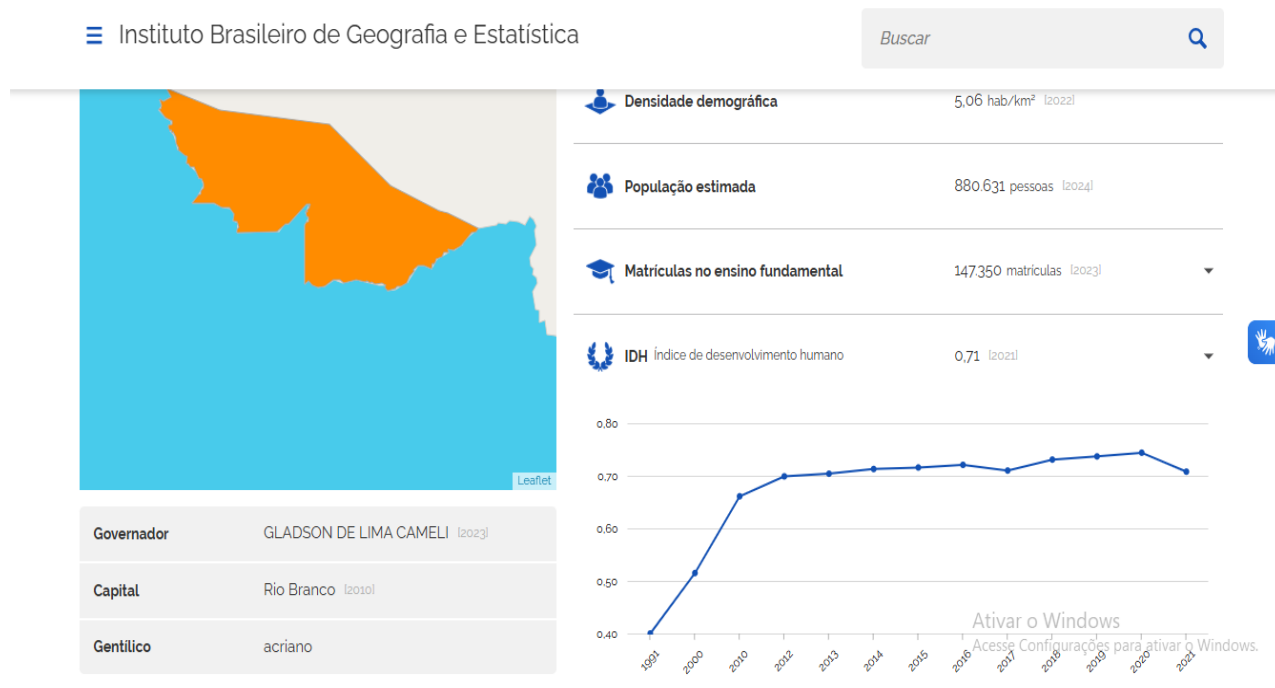 Instituto Brasileiro de Geografia e Estatística
Buscar
Densidade demográfica 5,06 hab/km² [2022]
População estimada 880.631 pessoas [2024]
Matrículas no ensino fundamental 147.350 matrículas [2023]
IDH Índice de desenvolvimento humano 0,71 [2021]
0,80
0,70
0,60
0,50
0,40
1991 2000 2010 2012 2013 2014 2015 2016 2017 2018 2019 2020 2021
Leaflet
Governador GLADSON DE LIMA CAMELI [2023]
Capital Rio Branco [2010]
Gentílico acriano
Ativar o Windows
Acesse Configurações para ativar o Windows.